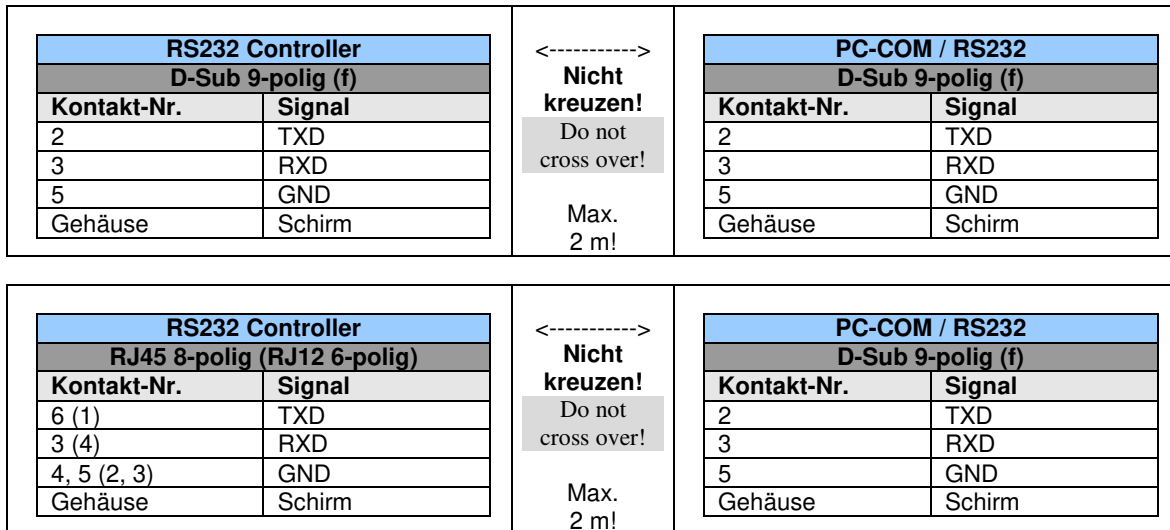 RS232 Controller
D-Sub 9-polig (f)
Kontakt-Nr. Signal
2 TXD
3 RXD
5 GND
Gehäuse Schirm
<----------->
Nicht
kreuzen!
Do not
cross over!
Max.
2 m!
PC-COM / RS232
D-Sub 9-polig (f)
Kontakt-Nr. Signal
2 TXD
3 RXD
5 GND
Gehäuse Schirm
RS232 Controller
RJ45 8-polig (RJ12 6-polig)
Kontakt-Nr. Signal
6 (1) TXD
3 (4) RXD
4, 5 (2, 3) GND
Gehäuse Schirm
<----------->
Nicht
kreuzen!
Do not
cross over!
Max.
2 m!
PC-COM / RS232
D-Sub 9-polig (f)
Kontakt-Nr. Signal
2 TXD
3 RXD
5 GND
Gehäuse Schirm